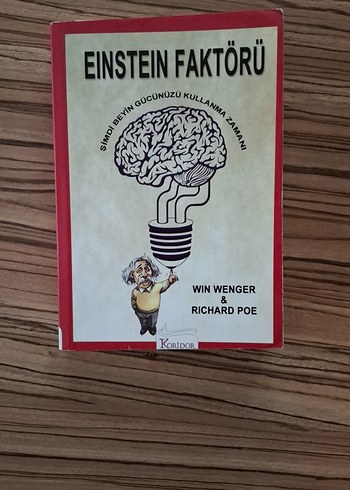 EINSTEIN FAKTÖRÜ
ŞİMDİ BEYİN GÜCÜNÜZÜ KULLANMA ZAMANI
WIN WENGER
&
RICHARD POE
KORİDOR